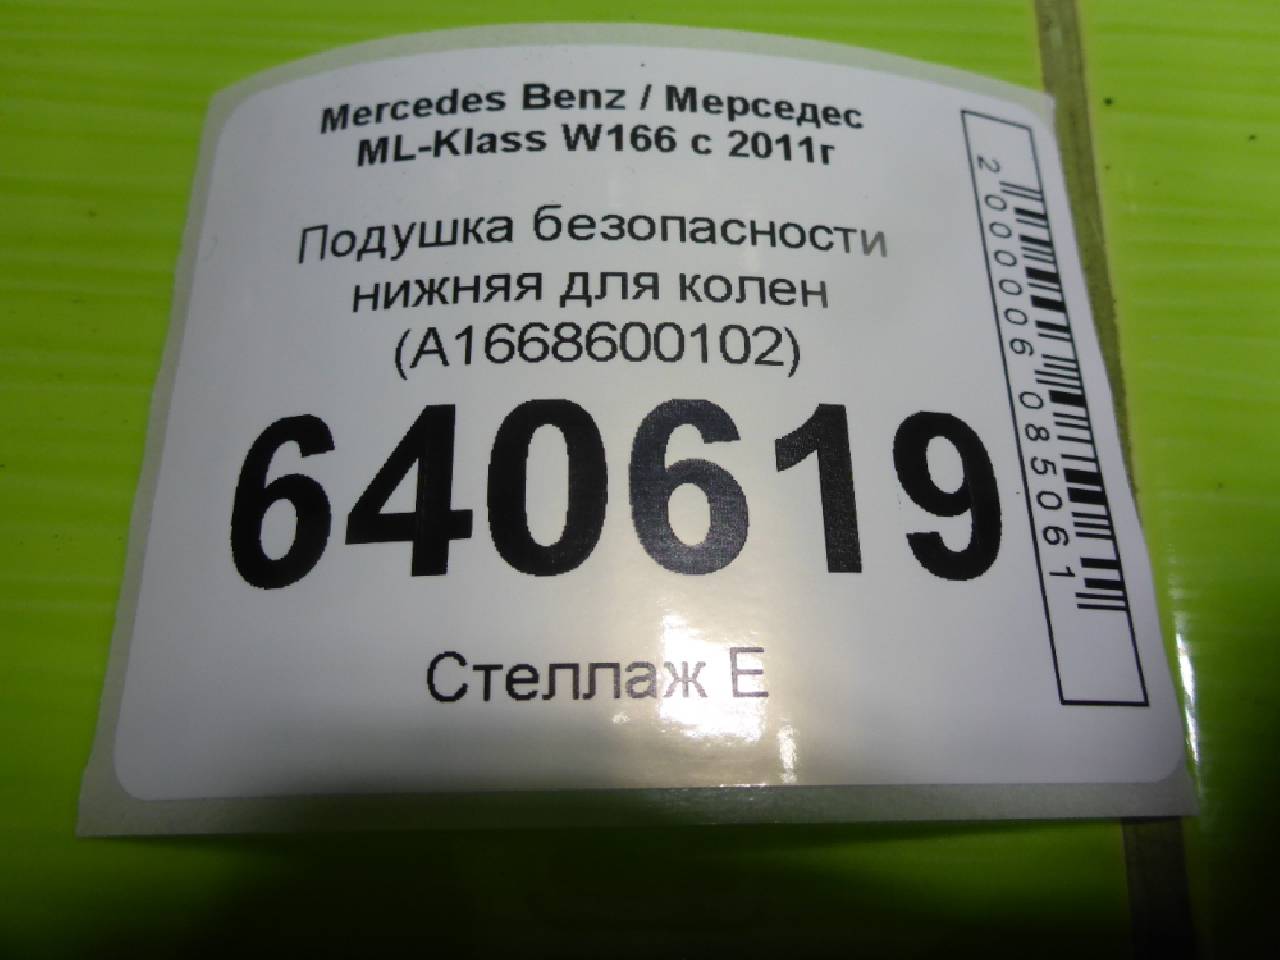 Mercedes Benz / Мерседес
ML-Klass W166 с 2011г
Подушка безопасности
нижняя для колен
(A1668600102)
640619
Стеллаж Е
2000006085061